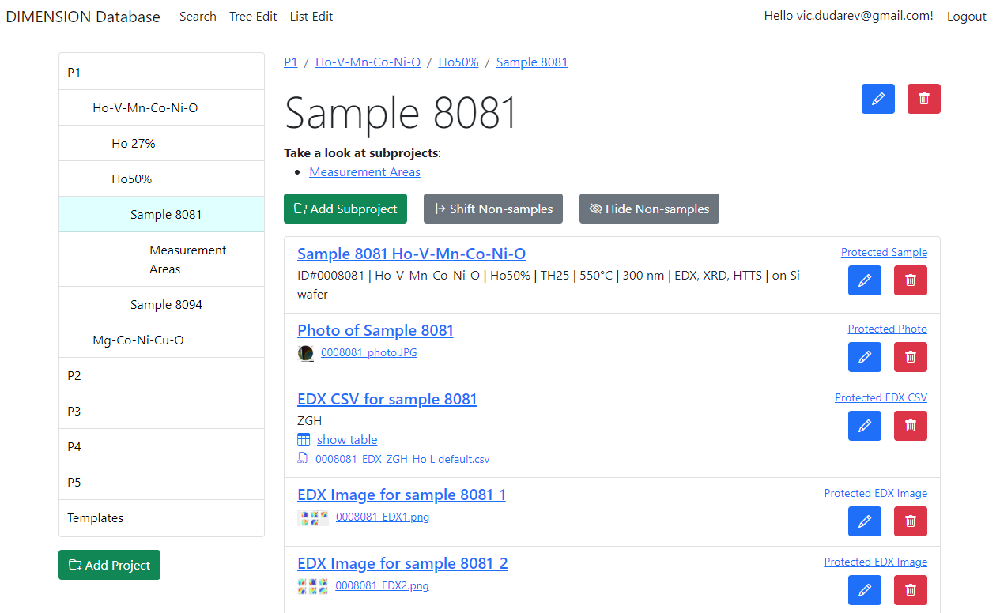 DIMENSION Database Search Tree Edit List Edit Hello vic.dudarev@gmail.com! Logout
P1
Ho-V-Mn-Co-Ni-O
Ho 27%
Ho50%
Sample 8081
Measurement
Areas
Sample 8094
Mg-Co-Ni-Cu-O
P2
P3
P4
P5
Templates
Add Project
P1 / Ho-V-Mn-Co-Ni-O / Ho50% / Sample 8081
Sample 8081
Take a look at subprojects:
• Measurement Areas
Add Subproject Shift Non-samples Hide Non-samples
Sample 8081 Ho-V-Mn-Co-Ni-O Protected Sample
ID#0008081 | Ho-V-Mn-Co-Ni-O | Ho50% | TH25 | 550°C | 300 nm | EDX, XRD, HTTS | on Si
wafer
Photo of Sample 8081 Protected Photo
0008081_photo.JPG
EDX CSV for sample 8081 Protected EDX CSV
ZGH
show table
0008081_EDX_ZGH_Ho L default.csv
EDX Image for sample 8081_1 Protected EDX Image
0008081_EDX1.png
EDX Image for sample 8081_2 Protected EDX Image
0008081_EDX2.png